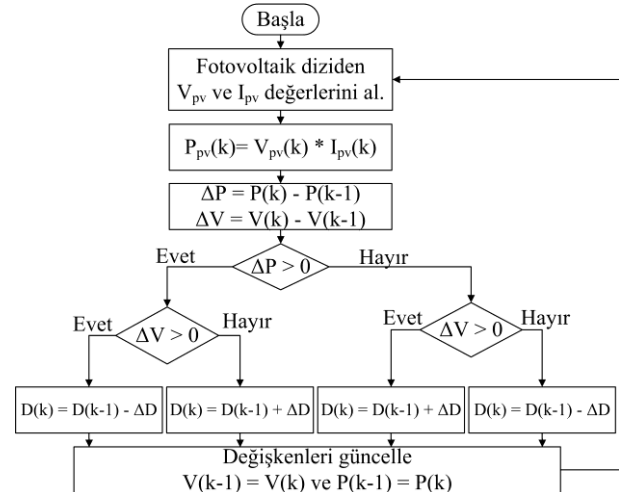 Başla
Fotovoltaik diziden
Vpv ve Ipv değerlerini al.
Ppv(k)= Vpv(k) * Ipv(k)
ΔP = P(k) - P(k-1)
ΔV = V(k) - V(k-1)
Evet
ΔP > 0
Hayır
Evet
ΔV > 0
Hayır
Evet
ΔV > 0
Hayır
D(k) = D(k-1) - ΔD
D(k) = D(k-1) + ΔD
D(k) = D(k-1) + ΔD
D(k) = D(k-1) - ΔD
Değişkenleri güncelle
V(k-1) = V(k) ve P(k-1) = P(k)